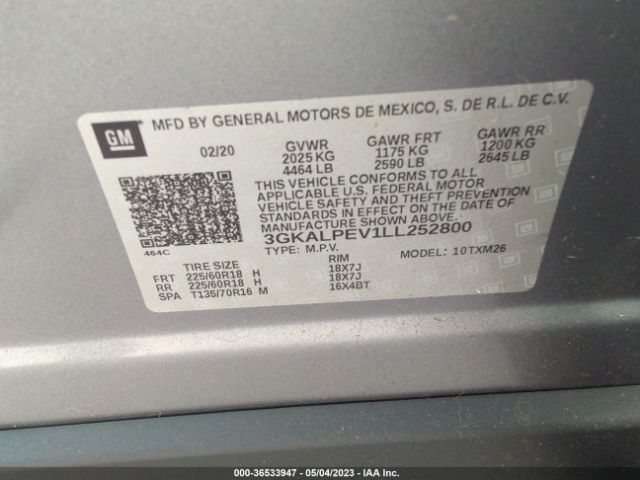 GM
MFD BY GENERAL MOTORS DE MEXICO, S. DE R.L. DE C.V.
02/20 GVWR GAWR FRT GAWR RR
2025 KG 1175 KG 1200 KG
4464 LB 2590 LB 2645 LB
THIS VEHICLE CONFORMS TO ALL
APPLICABLE U.S. FEDERAL MOTOR
VEHICLE SAFETY AND THEFT PREVENTION
STANDARDS IN EFFECT ON THE DATE OF
MANUFACTURE SHOWN ABOVE.
3GKALPEV1LL252800
464C
TYPE: M.P.V. MODEL: 10TXM26
TIRE SIZE RIM
FRT 225/60R18 H 18X7J
RR 225/60R18 H 18X7J
SPA T135/70R16 M 16X4BT
000-36533947 - 05/04/2023 - IAA Inc.